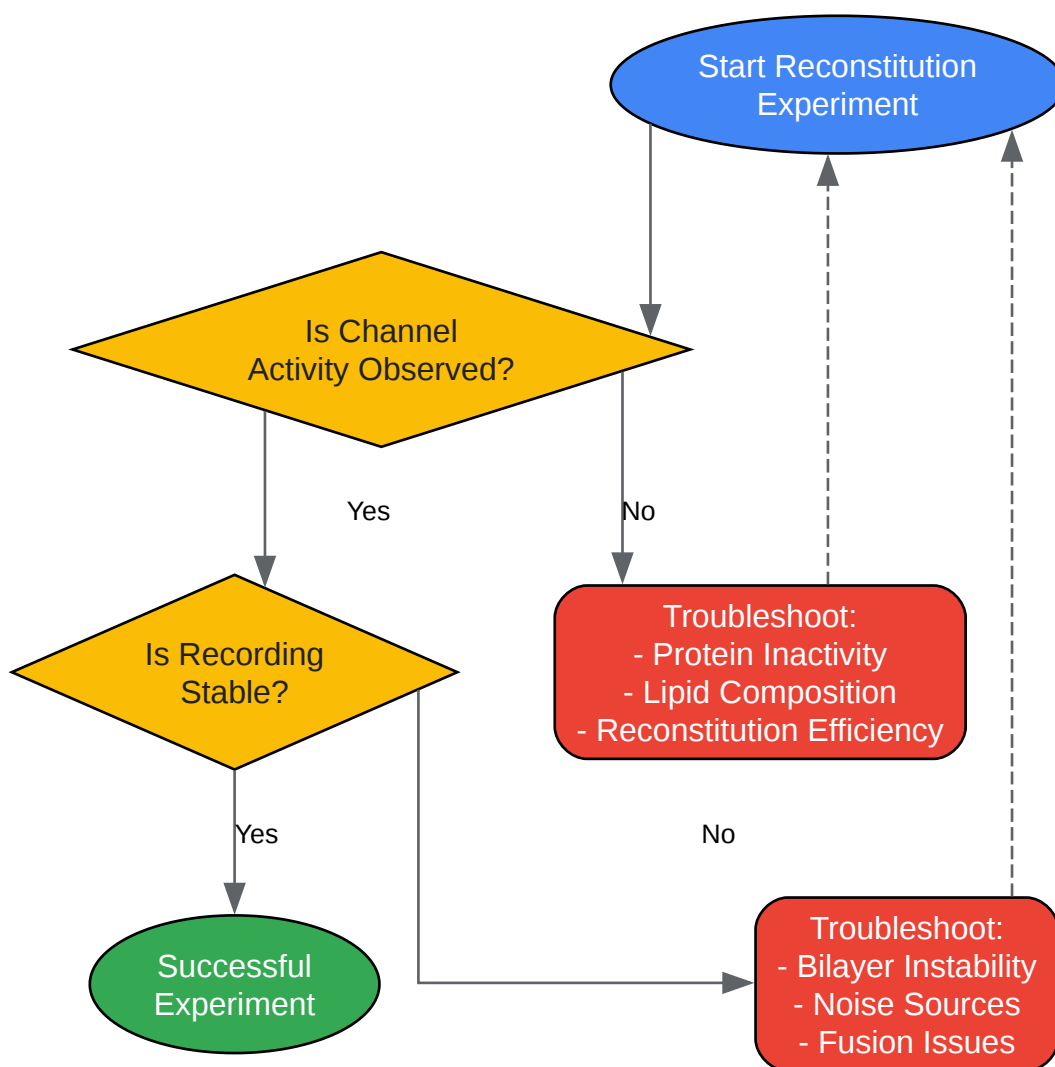 Start Reconstitution
Experiment
Is Channel
Activity Observed?
Yes
No
Is Recording
Stable?
Troubleshoot:
- Protein Inactivity
- Lipid Composition
- Reconstitution Efficiency
Yes
No
Successful
Experiment
Troubleshoot:
- Bilayer Instability
- Noise Sources
- Fusion Issues